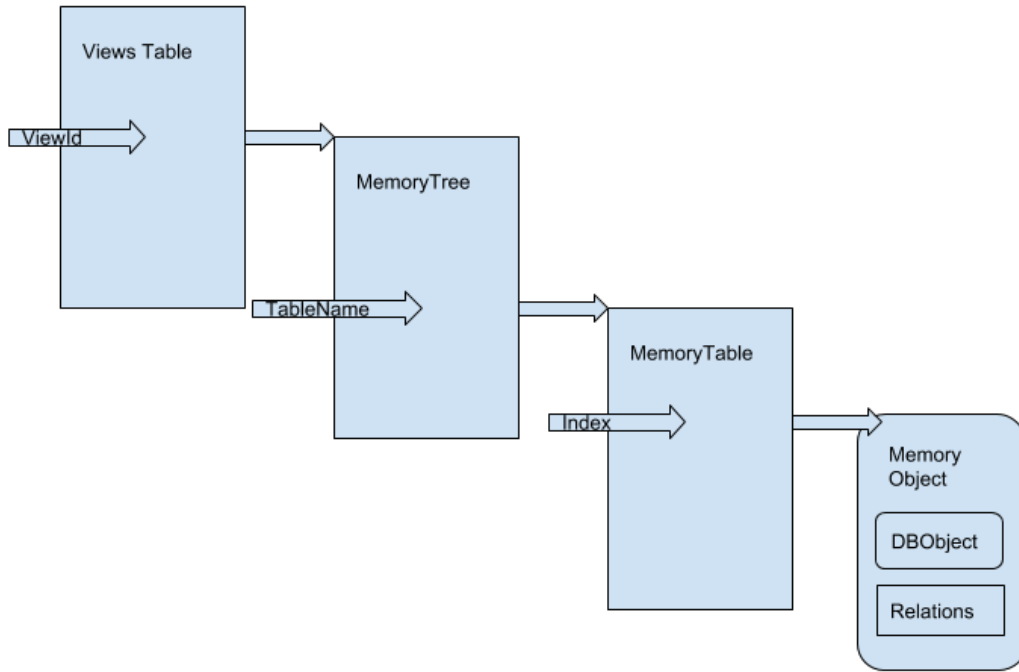 Views Table
ViewId
MemoryTree
TableName
MemoryTable
Index
Memory
Object
DBObject
Relations